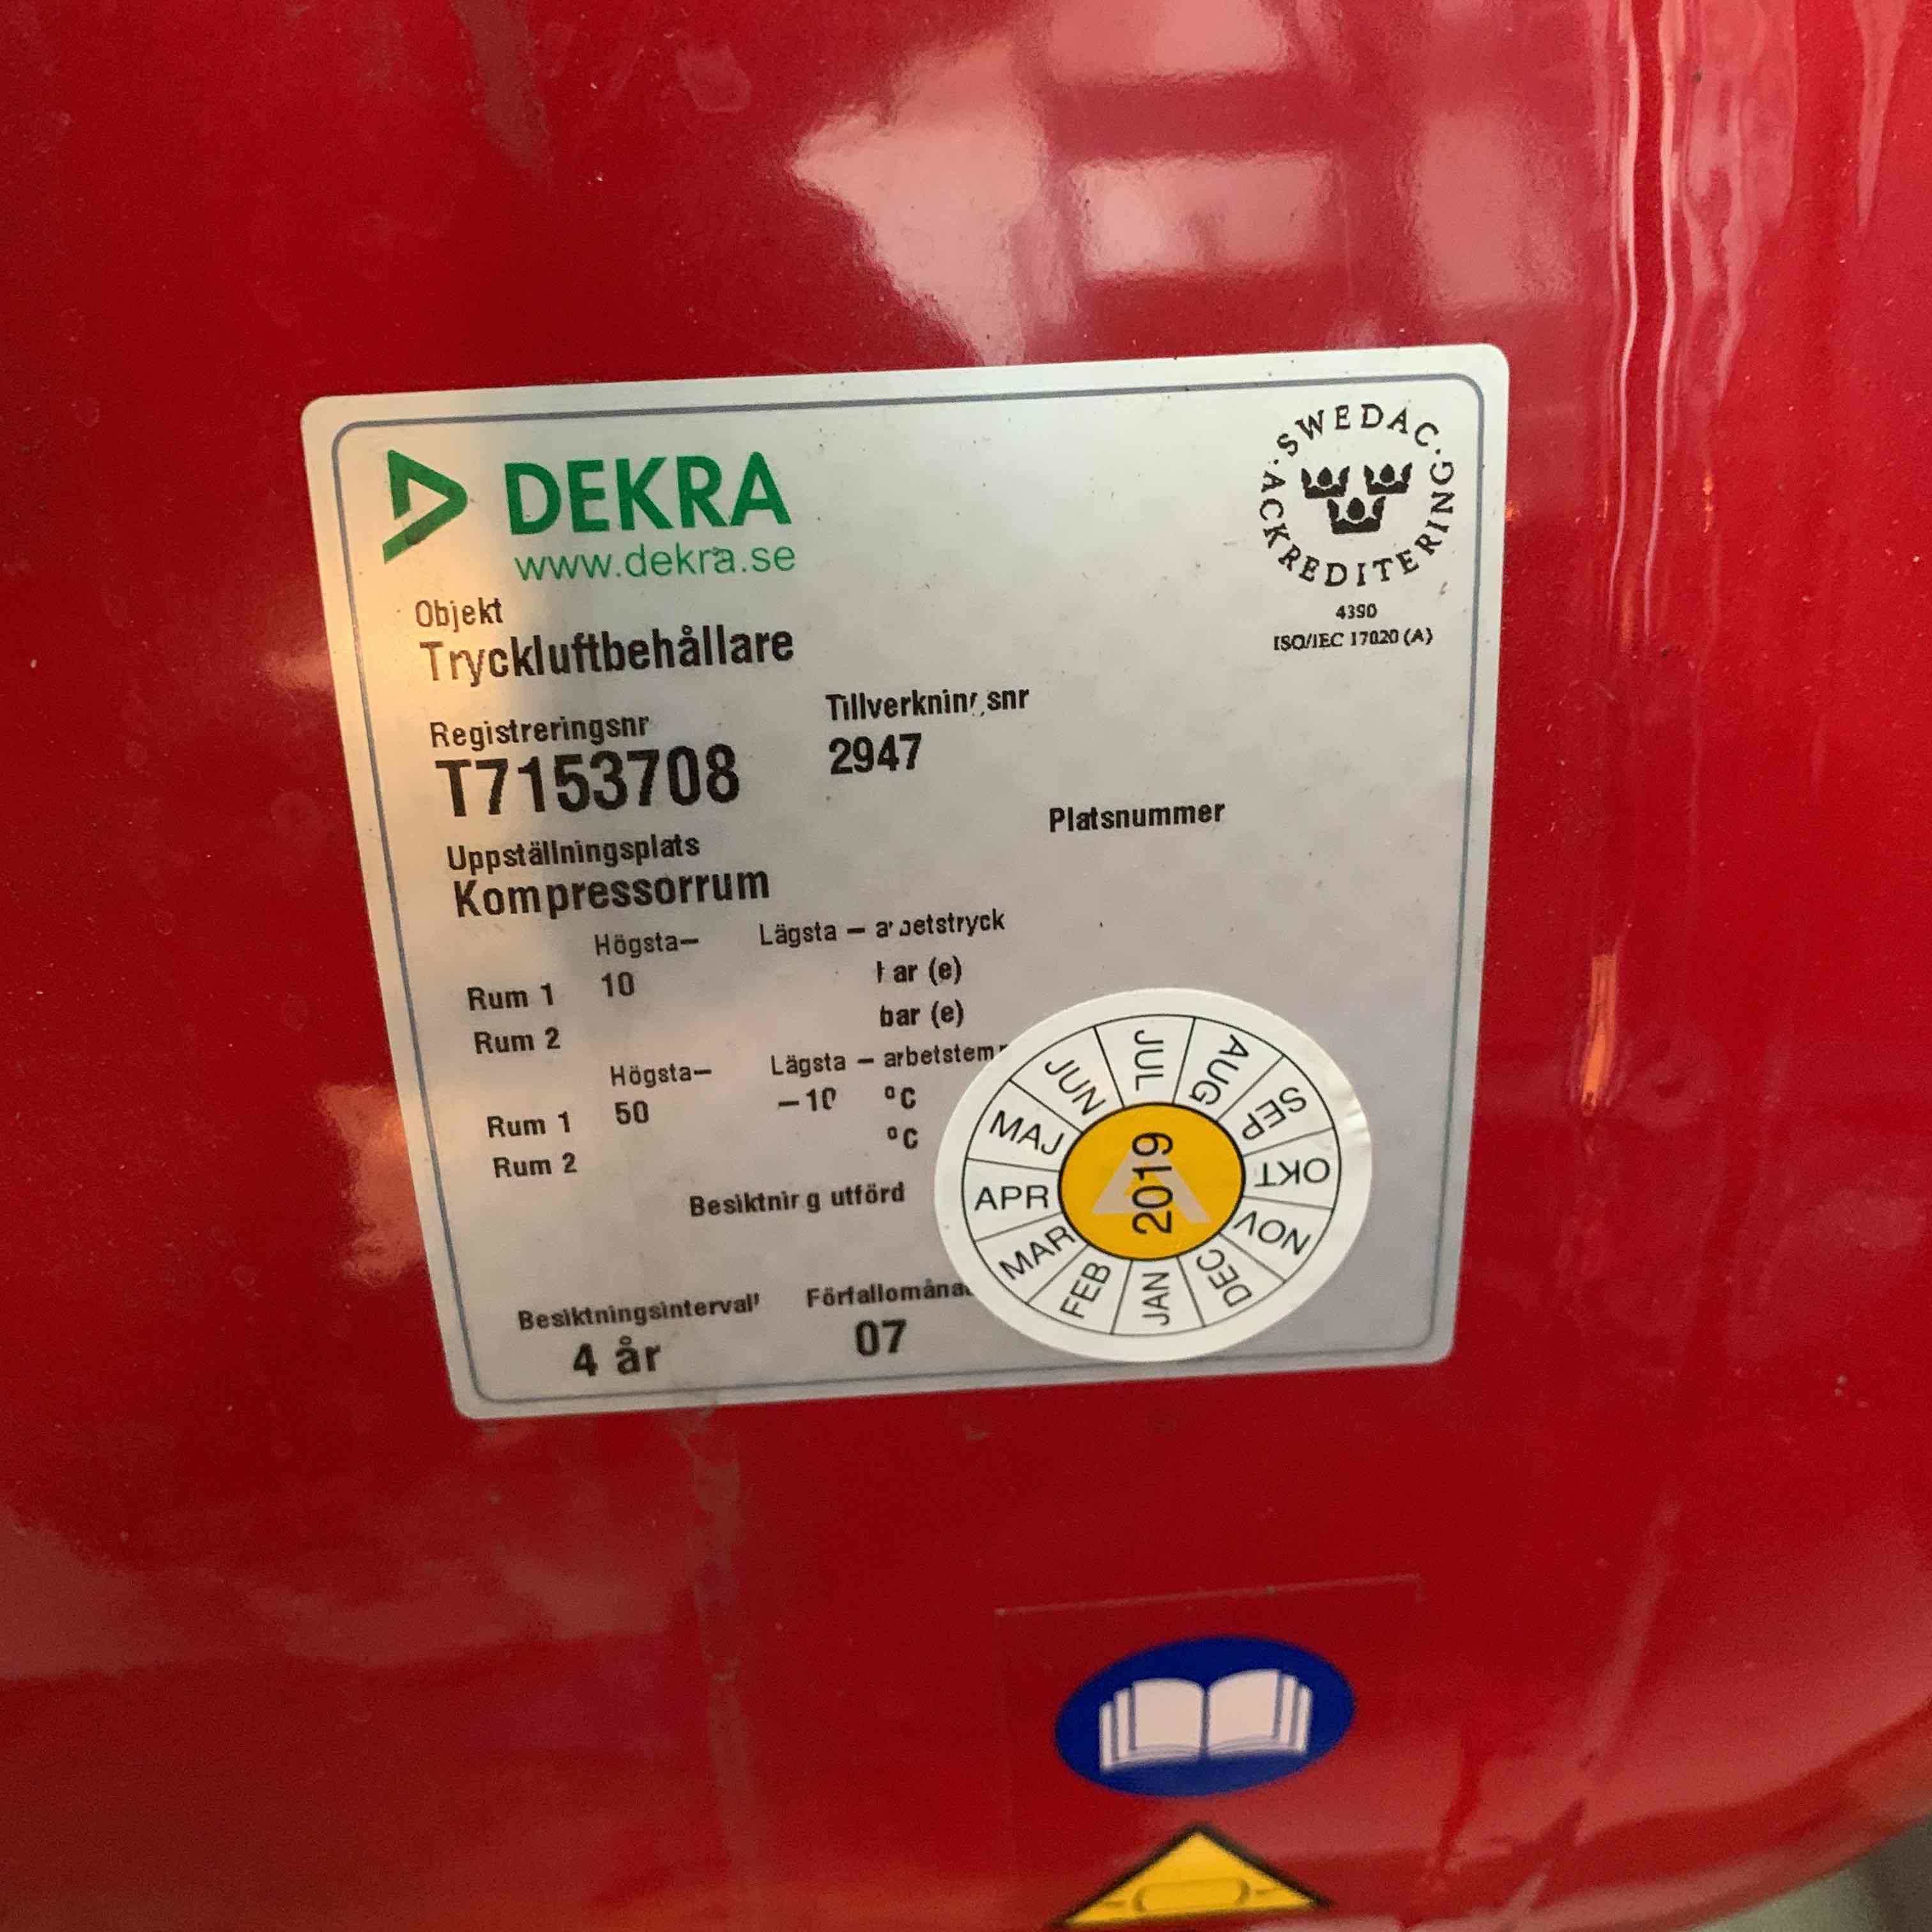 DEKRA
www.dekra.se
SWEDAC
ACKREDITERING
4390
ISO/IEC 17020 (A)
Objekt
Tryckluftbehållare
Registreringsnr
T7153708
Tillverkningsnr
2947
Uppställningsplats
Kompressorrum
Platsnummer
Högsta– Lägsta – arbetstryck
Rum 1 10 bar (e)
Rum 2 bar (e)
Högsta– Lägsta – arbetstem
Rum 1 50 –10 °C
Rum 2 °C
Besiktning utförd
Besiktningsintervall Förfallomåna
4 år 07
2019
JAN
FEB
MAR
APR
MAJ
JUN
JUL
AUG
SEP
OKT
NOV
DEC